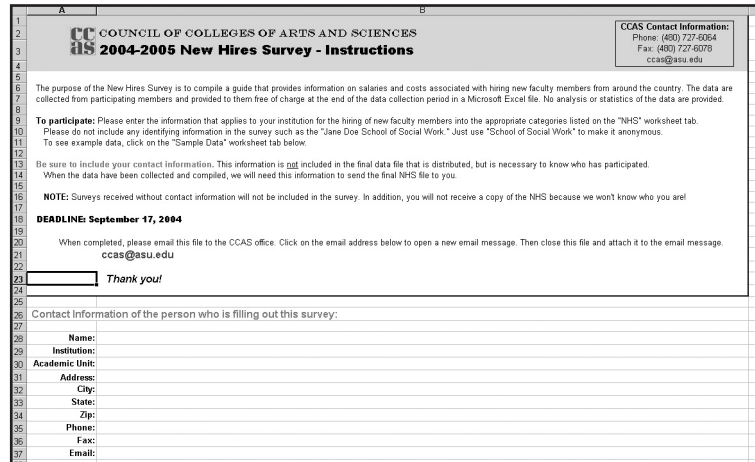 A B
1
2 cc COUNCIL OF COLLEGES OF ARTS AND SCIENCES
as
3 2004-2005 New Hires Survey - Instructions
CCAS Contact Information:
Phone: (480) 727-6064
Fax: (480) 727-6078
ccas@asu.edu
4
5
6 The purpose of the New Hires Survey is to compile a guide that provides information on salaries and costs associated with hiring new faculty members from around the country. The data are
7 collected from participating members and provided to them free of charge at the end of the data collection period in a Microsoft Excel file. No analysis or statistics of the data are provided.
8
9 To participate: Please enter the information that applies to your institution for the hiring of new faculty members into the appropriate categories listed on the "NHS" worksheet tab.
10 Please do not include any identifying information in the survey such as the "Jane Doe School of Social Work." Just use "School of Social Work" to make it anonymous.
11 To see example data, click on the "Sample Data" worksheet tab below.
12
13 Be sure to include your contact information. This information is not included in the final data file that is distributed, but is necessary to know who has participated.
14 When the data have been collected and compiled, we will need this information to send the final NHS file to you.
15
16 NOTE: Surveys received without contact information will not be included in the survey. In addition, you will not receive a copy of the NHS because we won't know who you are!
17
18 DEADLINE: September 17, 2004
19
20 When completed, please email this file to the CCAS office. Click on the email address below to open a new email message. Then close this file and attach it to the email message.
21 ccas@asu.edu
22
23 Thank you!
24
25
26 Contact Information of the person who is filling out this survey:
27
28 Name:
29 Institution:
30 Academic Unit:
31 Address:
32 City:
33 State:
34 Zip:
35 Phone:
36 Fax:
37 Email: